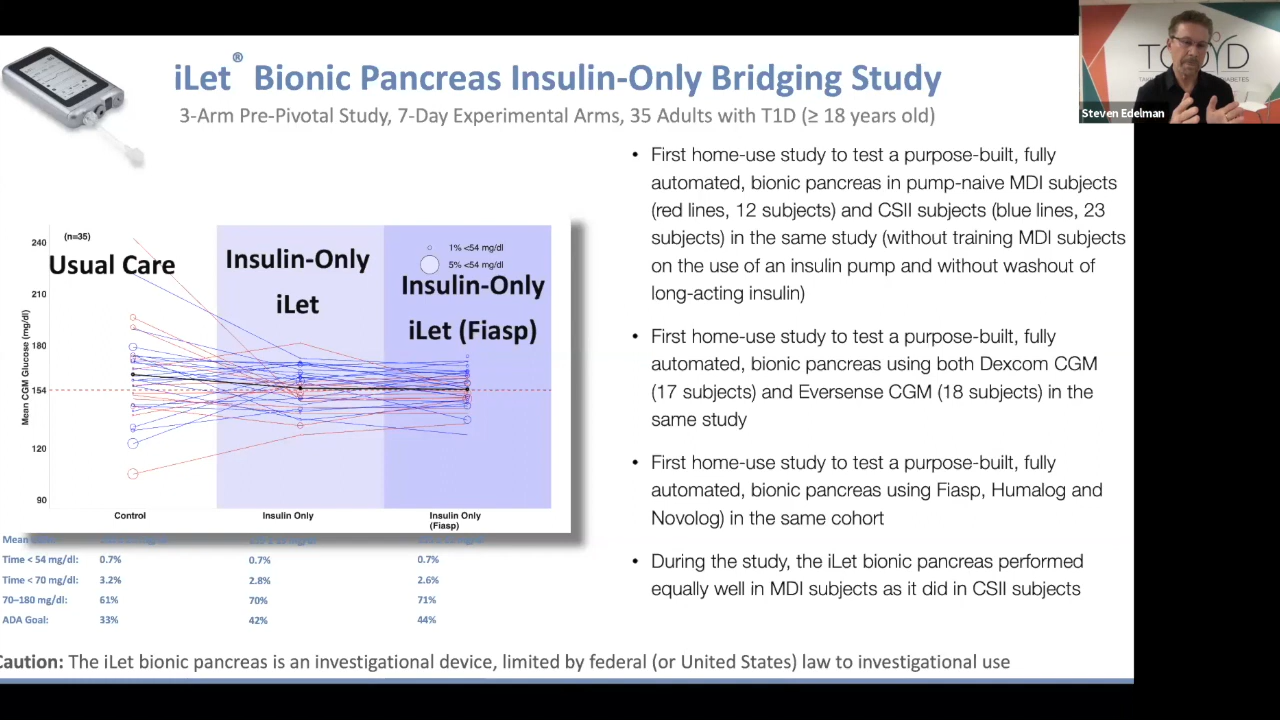 iLet® Bionic Pancreas Insulin-Only Bridging Study
3-Arm Pre-Pivotal Study, 7-Day Experimental Arms, 35 Adults with T1D (≥ 18 years old)
Steven Edelman
• First home-use study to test a purpose-built, fully
automated, bionic pancreas in pump-naive MDI subjects
(red lines, 12 subjects) and CSII subjects (blue lines, 23
subjects) in the same study (without training MDI subjects
on the use of an insulin pump and without washout of
long-acting insulin)
• First home-use study to test a purpose-built, fully
automated, bionic pancreas using both Dexcom CGM
(17 subjects) and Eversense CGM (18 subjects) in the
same study
• First home-use study to test a purpose-built, fully
automated, bionic pancreas using Fiasp, Humalog and
Novolog) in the same cohort
• During the study, the iLet bionic pancreas performed
equally well in MDI subjects as it did in CSII subjects
(n=35)
Usual Care
Insulin-Only
iLet
1% <54 mg/dl
5% <54 mg/dl
Insulin-Only
iLet (Fiasp)
Mean CGM Glucose (mg/dl)
240
210
180
154
120
90
Control
Insulin Only
Insulin Only
(Fiasp)
Mean
Time < 54 mg/dl: 0.7% 0.7% 0.7%
Time < 70 mg/dl: 3.2% 2.8% 2.6%
70–180 mg/dl: 61% 70% 71%
ADA Goal: 33% 42% 44%
Caution: The iLet bionic pancreas is an investigational device, limited by federal (or United States) law to investigational use